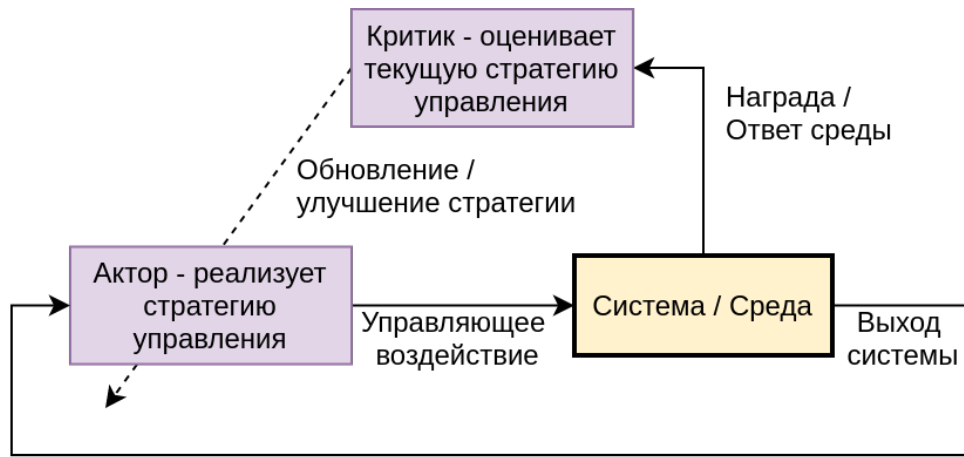 Критик - оценивает
текущую стратегию
управления
Награда /
Ответ среды
Обновление /
улучшение стратегии
Актор - реализует
стратегию
управления
Управляющее
воздействие
Система / Среда
Выход
системы